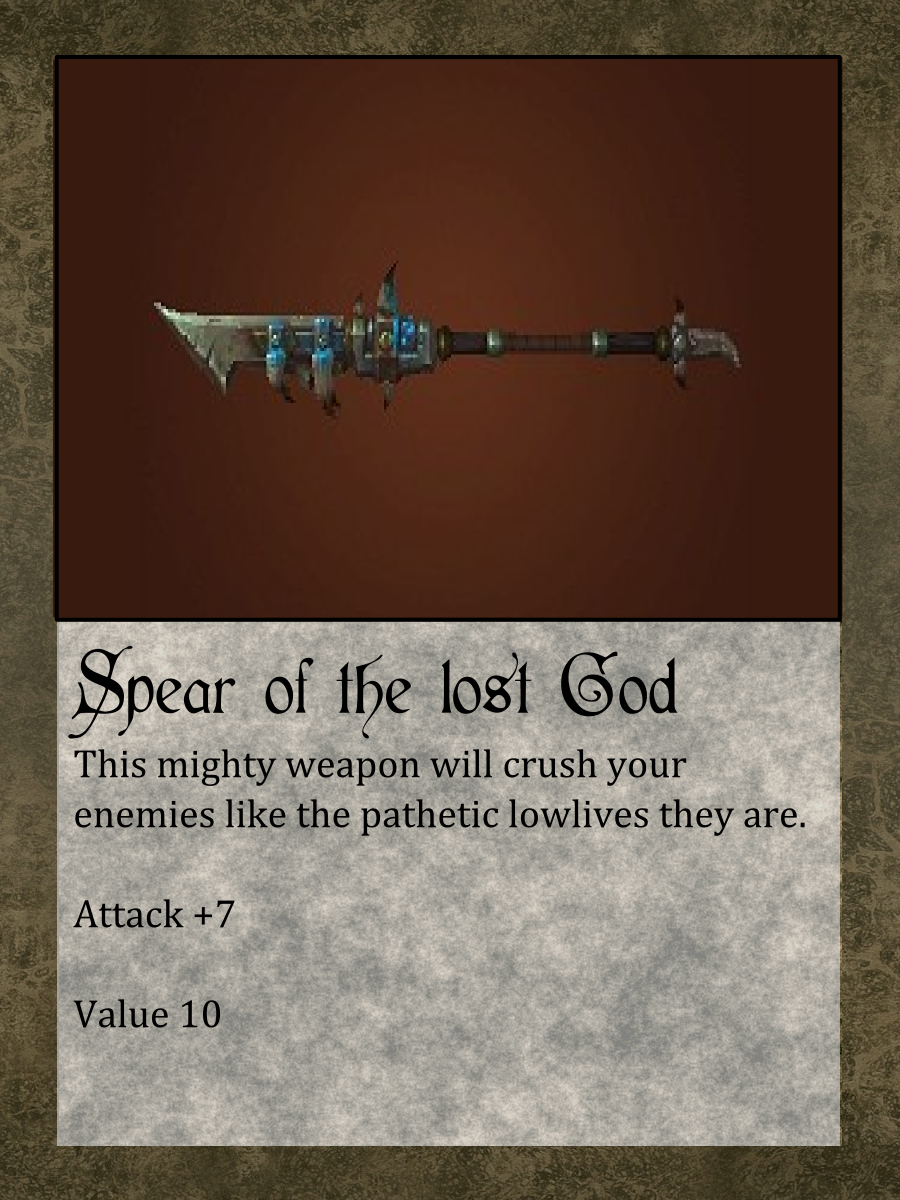 Spear of the lost God
This mighty weapon will crush your
enemies like the pathetic lowlives they are.
Attack +7
Value 10